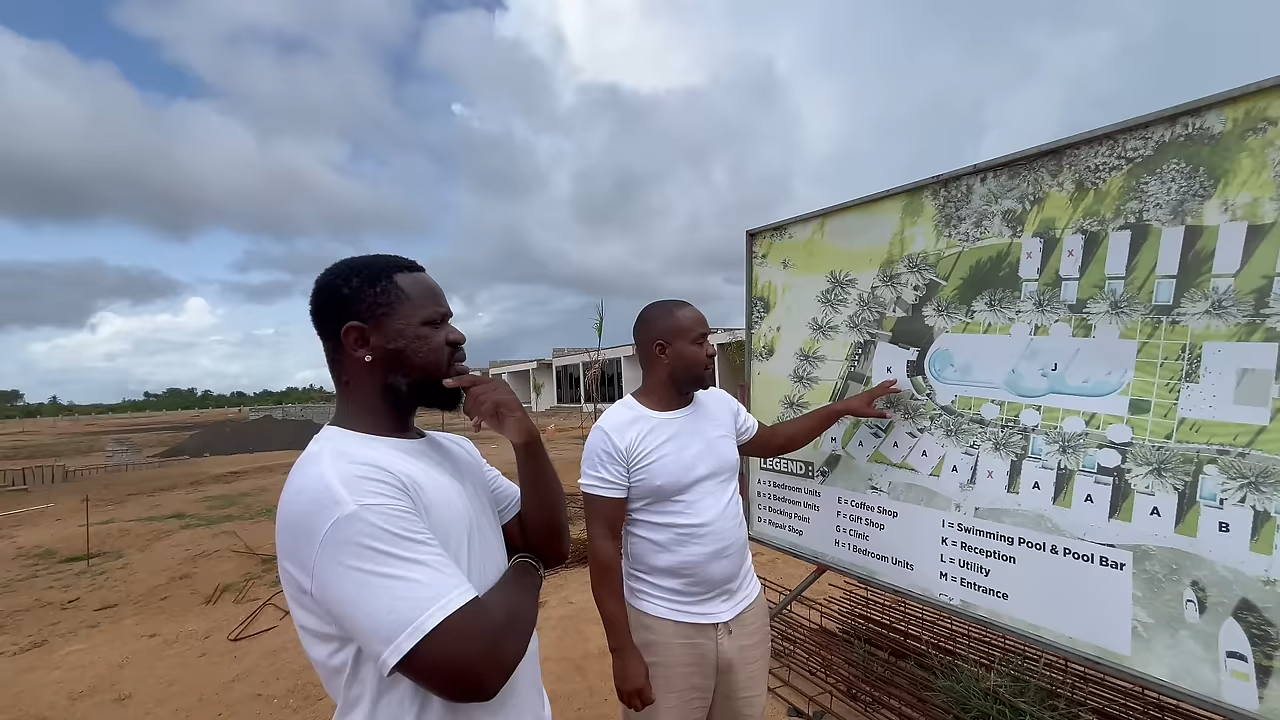 X X
K J
M A A A A X A A A B
LEGEND :
A = 3 Bedroom Units
B = 2 Bedroom Units
C = Docking Point
D = Repair Shop
E = Coffee Shop
F = Gift Shop
G = Clinic
H = 1 Bedroom Units
I = Swimming Pool & Pool Bar
K = Reception
L = Utility
M = Entrance